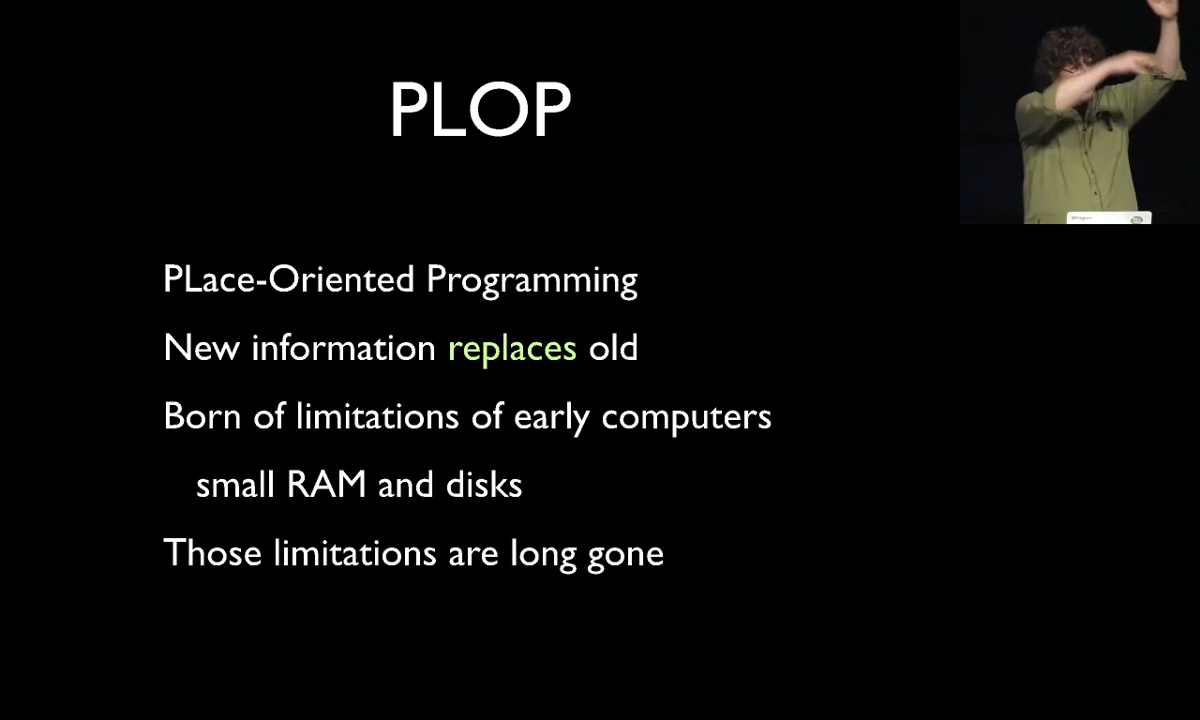 PLOP
PLace-Oriented Programming
New information replaces old
Born of limitations of early computers
small RAM and disks
Those limitations are long gone